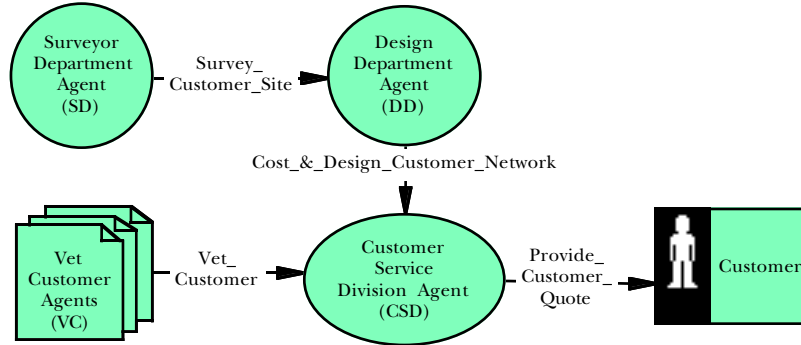 Surveyor
Department
Agent
(SD)
Survey_
Customer_Site
Design
Department
Agent
(DD)
Cost_&_Design_Customer_Network
Vet
Customer
Agents
(VC)
Vet_
Customer
Customer
Service
Division Agent
(CSD)
Provide_
Customer_
Quote
Customer